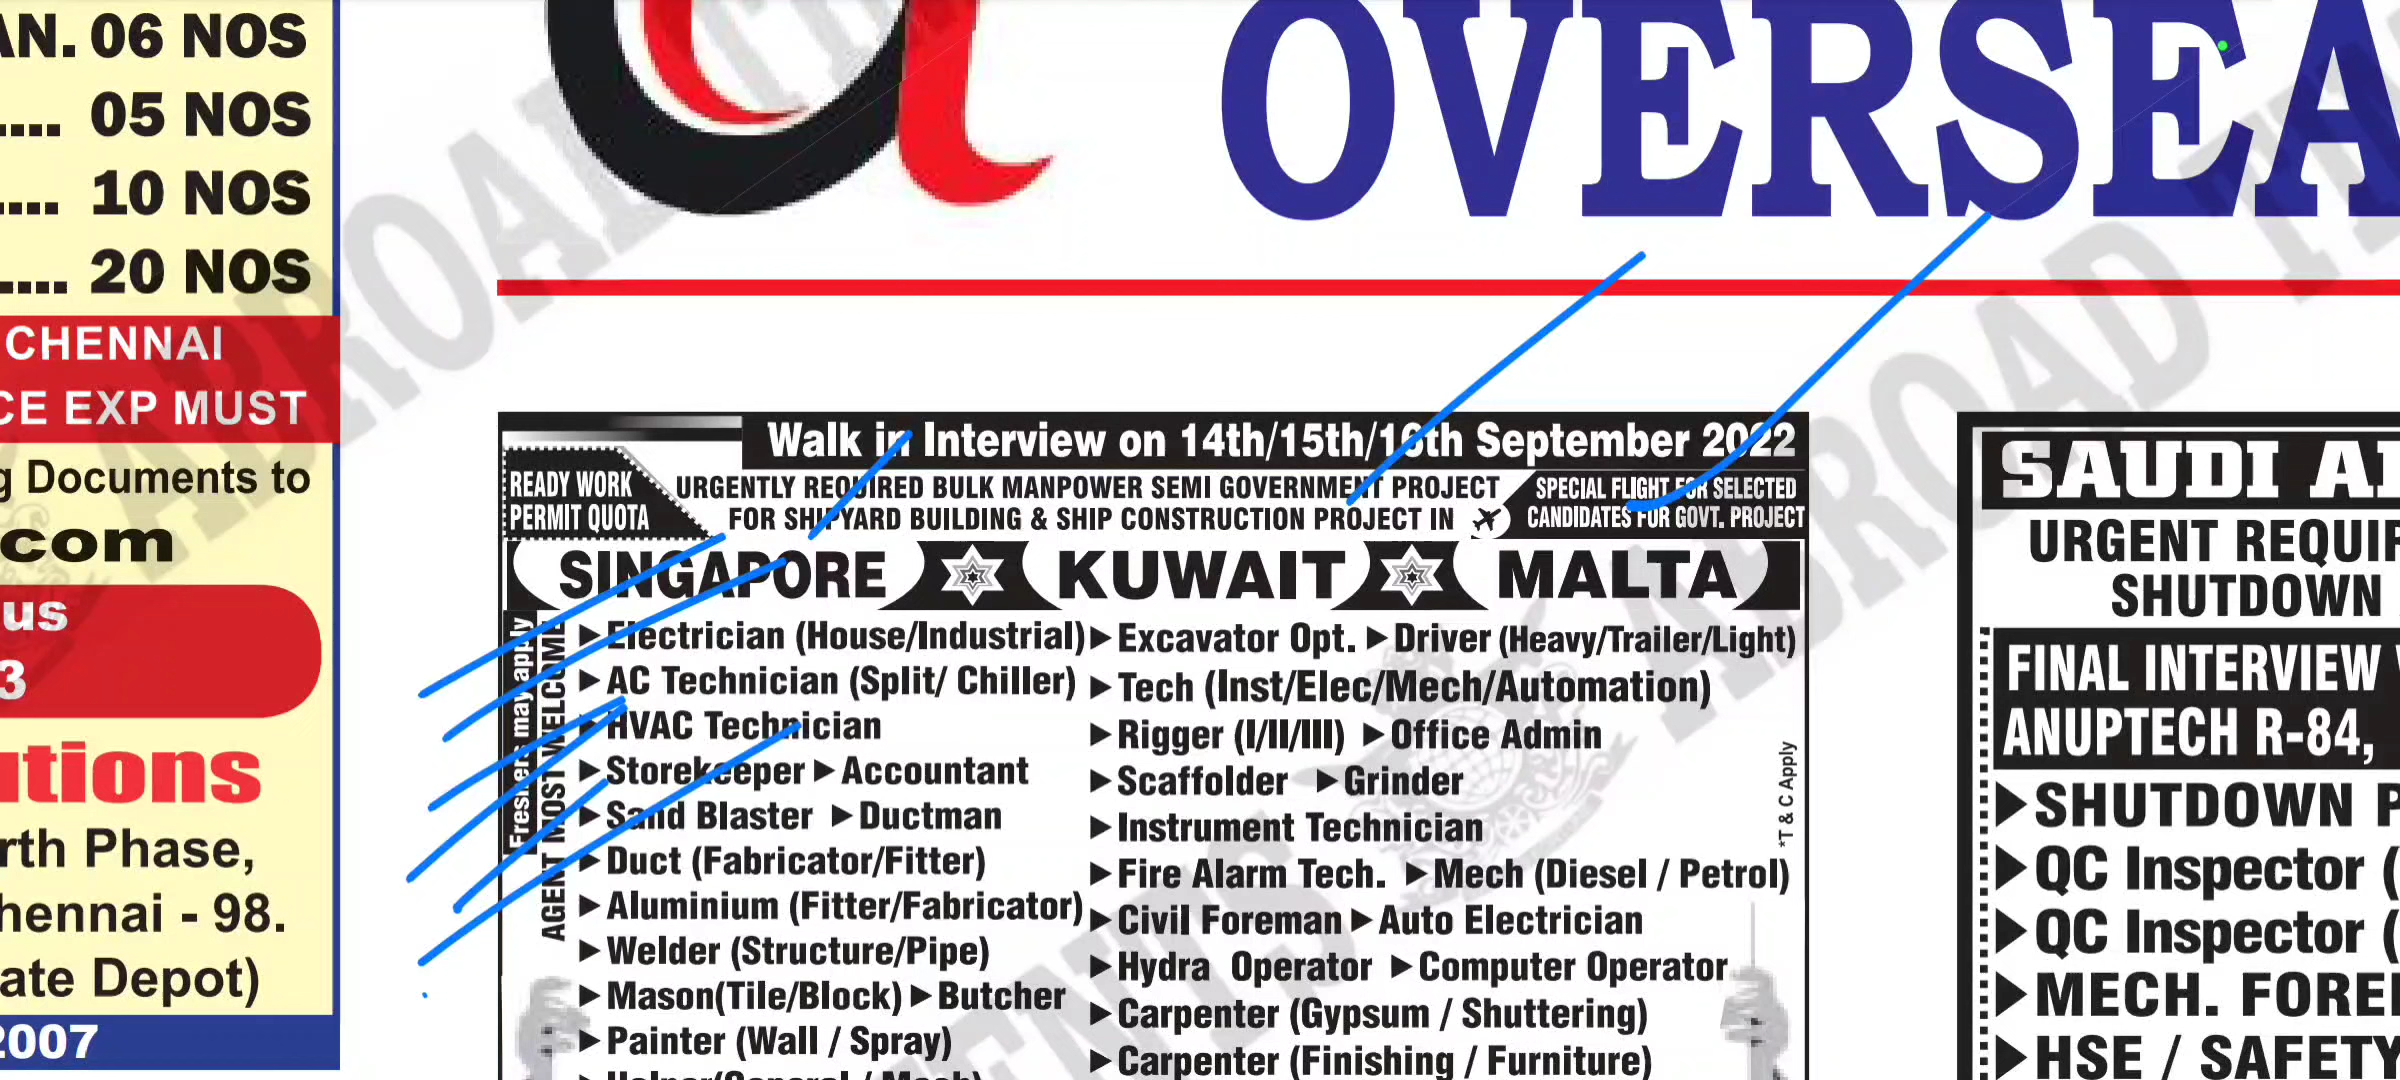 AN. 06 NOS
.... 05 NOS
.... 10 NOS
.... 20 NOS
CHENNAI
CE EXP MUST
g Documents to
.com
us
3
utions
rth Phase,
hennai - 98.
ate Depot)
2007
OVERSEA
Walk in Interview on 14th/15th/16th September 2022
READY WORK
PERMIT QUOTA
URGENTLY REQUIRED BULK MANPOWER SEMI GOVERNMENT PROJECT
FOR SHIPYARD BUILDING & SHIP CONSTRUCTION PROJECT IN
SPECIAL FLIGHT FOR SELECTED
CANDIDATES FOR GOVT. PROJECT
SINGAPORE KUWAIT MALTA
Freshers may apply
AGENT MOST WELCOME
Electrician (House/Industrial)
AC Technician (Split/ Chiller)
HVAC Technician
Storekeeper ▶ Accountant
Sand Blaster ▶ Ductman
Duct (Fabricator/Fitter)
Aluminium (Fitter/Fabricator)
Welder (Structure/Pipe)
Mason(Tile/Block) ▶ Butcher
Painter (Wall / Spray)
Helper(General / Mech)
Excavator Opt. ▶ Driver (Heavy/Trailer/Light)
Tech (Inst/Elec/Mech/Automation)
Rigger (I/II/III) ▶ Office Admin
Scaffolder ▶ Grinder
Instrument Technician
Fire Alarm Tech. ▶ Mech (Diesel / Petrol)
Civil Foreman ▶ Auto Electrician
Hydra Operator ▶ Computer Operator
Carpenter (Gypsum / Shuttering)
Carpenter (Finishing / Furniture)
*T & C Apply
SAUDI A
URGENT REQUIR
SHUTDOWN
FINAL INTERVIEW
ANUPTECH R-84,
SHUTDOWN P
QC Inspector (
QC Inspector (
MECH. FORE
HSE / SAFETY
ABROAD
ABROAD